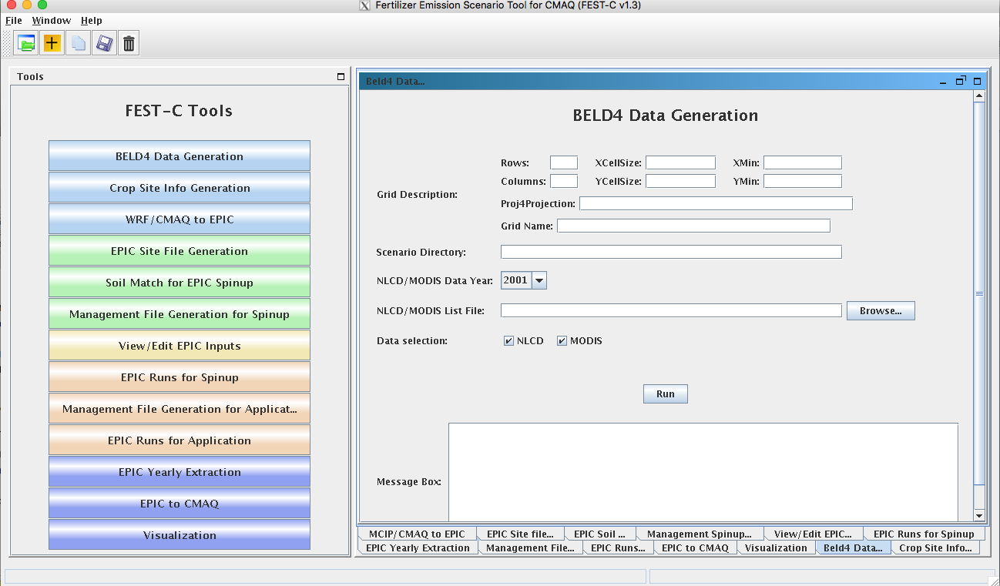 Fertilizer Emission Scenario Tool for CMAQ (FEST-C v1.3)
File Window Help
Tools
FEST-C Tools
BELD4 Data Generation
Crop Site Info Generation
WRF/CMAQ to EPIC
EPIC Site File Generation
Soil Match for EPIC Spinup
Management File Generation for Spinup
View/Edit EPIC Inputs
EPIC Runs for Spinup
Management File Generation for Applicat...
EPIC Runs for Application
EPIC Yearly Extraction
EPIC to CMAQ
Visualization
Beld4 Data...
BELD4 Data Generation
Grid Description:
Rows: XCellSize: XMin:
Columns: YCellSize: YMin:
Proj4Projection:
Grid Name:
Scenario Directory:
NLCD/MODIS Data Year: 2001
NLCD/MODIS List File: Browse...
Data selection: NLCD MODIS
Run
Message Box:
MCIP/CMAQ to EPIC EPIC Site file... EPIC Soil ... Management Spinup... View/Edit EPIC... EPIC Runs for Spinup
EPIC Yearly Extraction Management File... EPIC Runs... EPIC to CMAQ Visualization Beld4 Data... Crop Site Info...